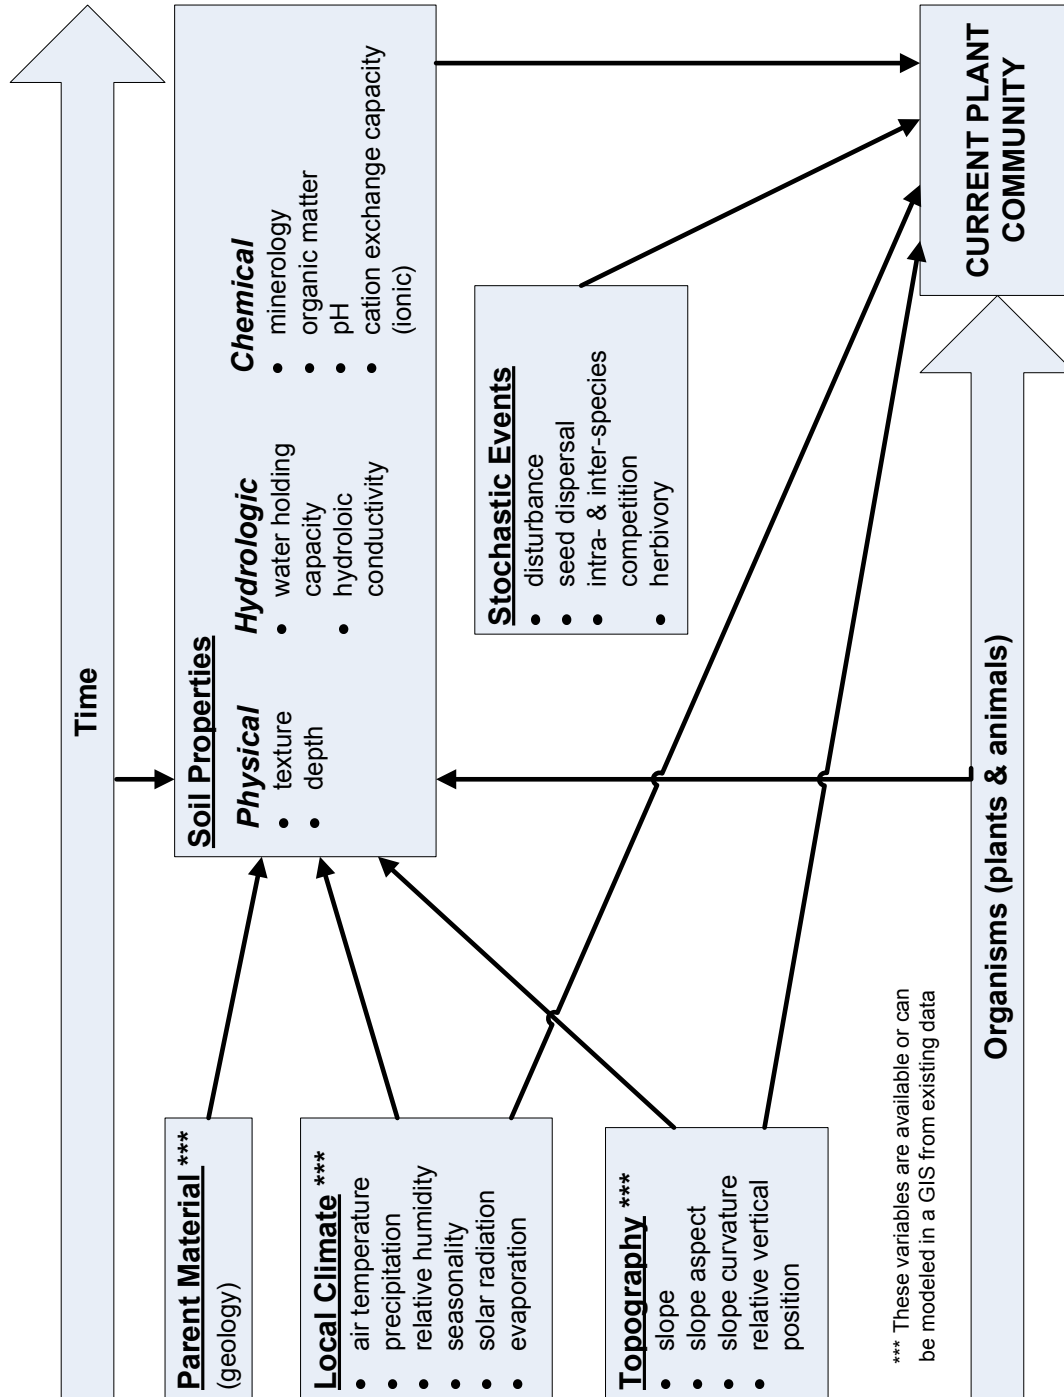 Time
Parent Material ***
(geology)
Local Climate ***
• air temperature
• precipitation
• relative humidity
• seasonality
• solar radiation
• evaporation
Topography ***
• slope
• slope aspect
• slope curvature
• relative vertical
position
*** These variables are available or can
be modeled in a GIS from existing data
Soil Properties
Physical
• texture
• depth
Hydrologic
• water holding
capacity
• hydroloic
conductivity
Chemical
• minerology
• organic matter
• pH
• cation exchange capacity
(ionic)
Stochastic Events
• disturbance
• seed dispersal
• intra- & inter-species
competition
• herbivory
Organisms (plants & animals)
CURRENT PLANT
COMMUNITY